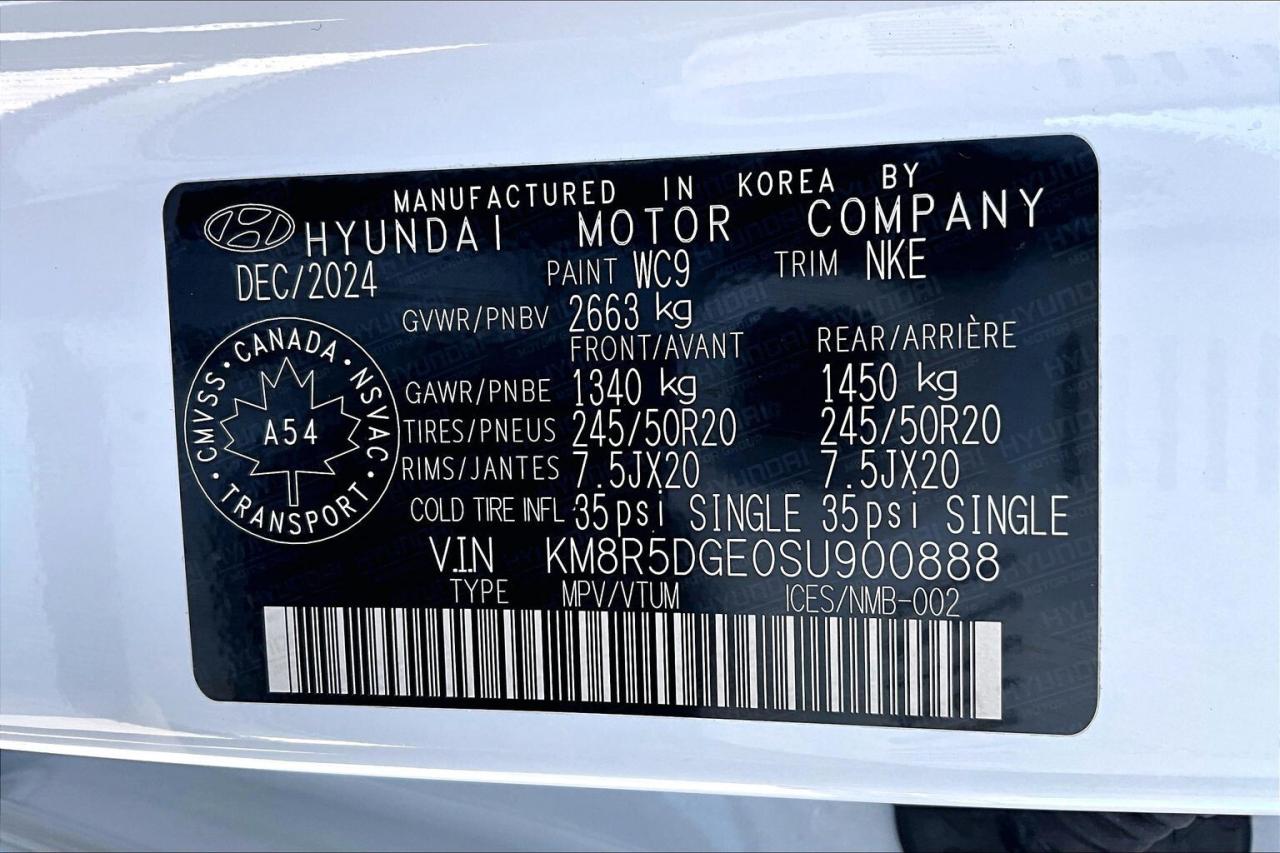 MANUFACTURED IN KOREA BY
HYUNDAI MOTOR COMPANY
DEC/2024 PAINT WC9 TRIM NKE
GVWR/PNBV 2663 kg
FRONT/AVANT REAR/ARRIÈRE
GAWR/PNBE 1340 kg 1450 kg
TIRES/PNEUS 245/50R20 245/50R20
RIMS/JANTES 7.5JX20 7.5JX20
COLD TIRE INFL 35psi SINGLE 35psi SINGLE
V.I.N KM8R5DGE0SU900888
TYPE MPV/VTUM ICES/NMB-002
CMVSS • CANADA • NSVAC • TRANSPORT •
A54